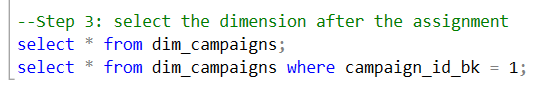 --Step 3: select the dimension after the assignment
select * from dim_campaigns;
select * from dim_campaigns where campaign_id_bk = 1;